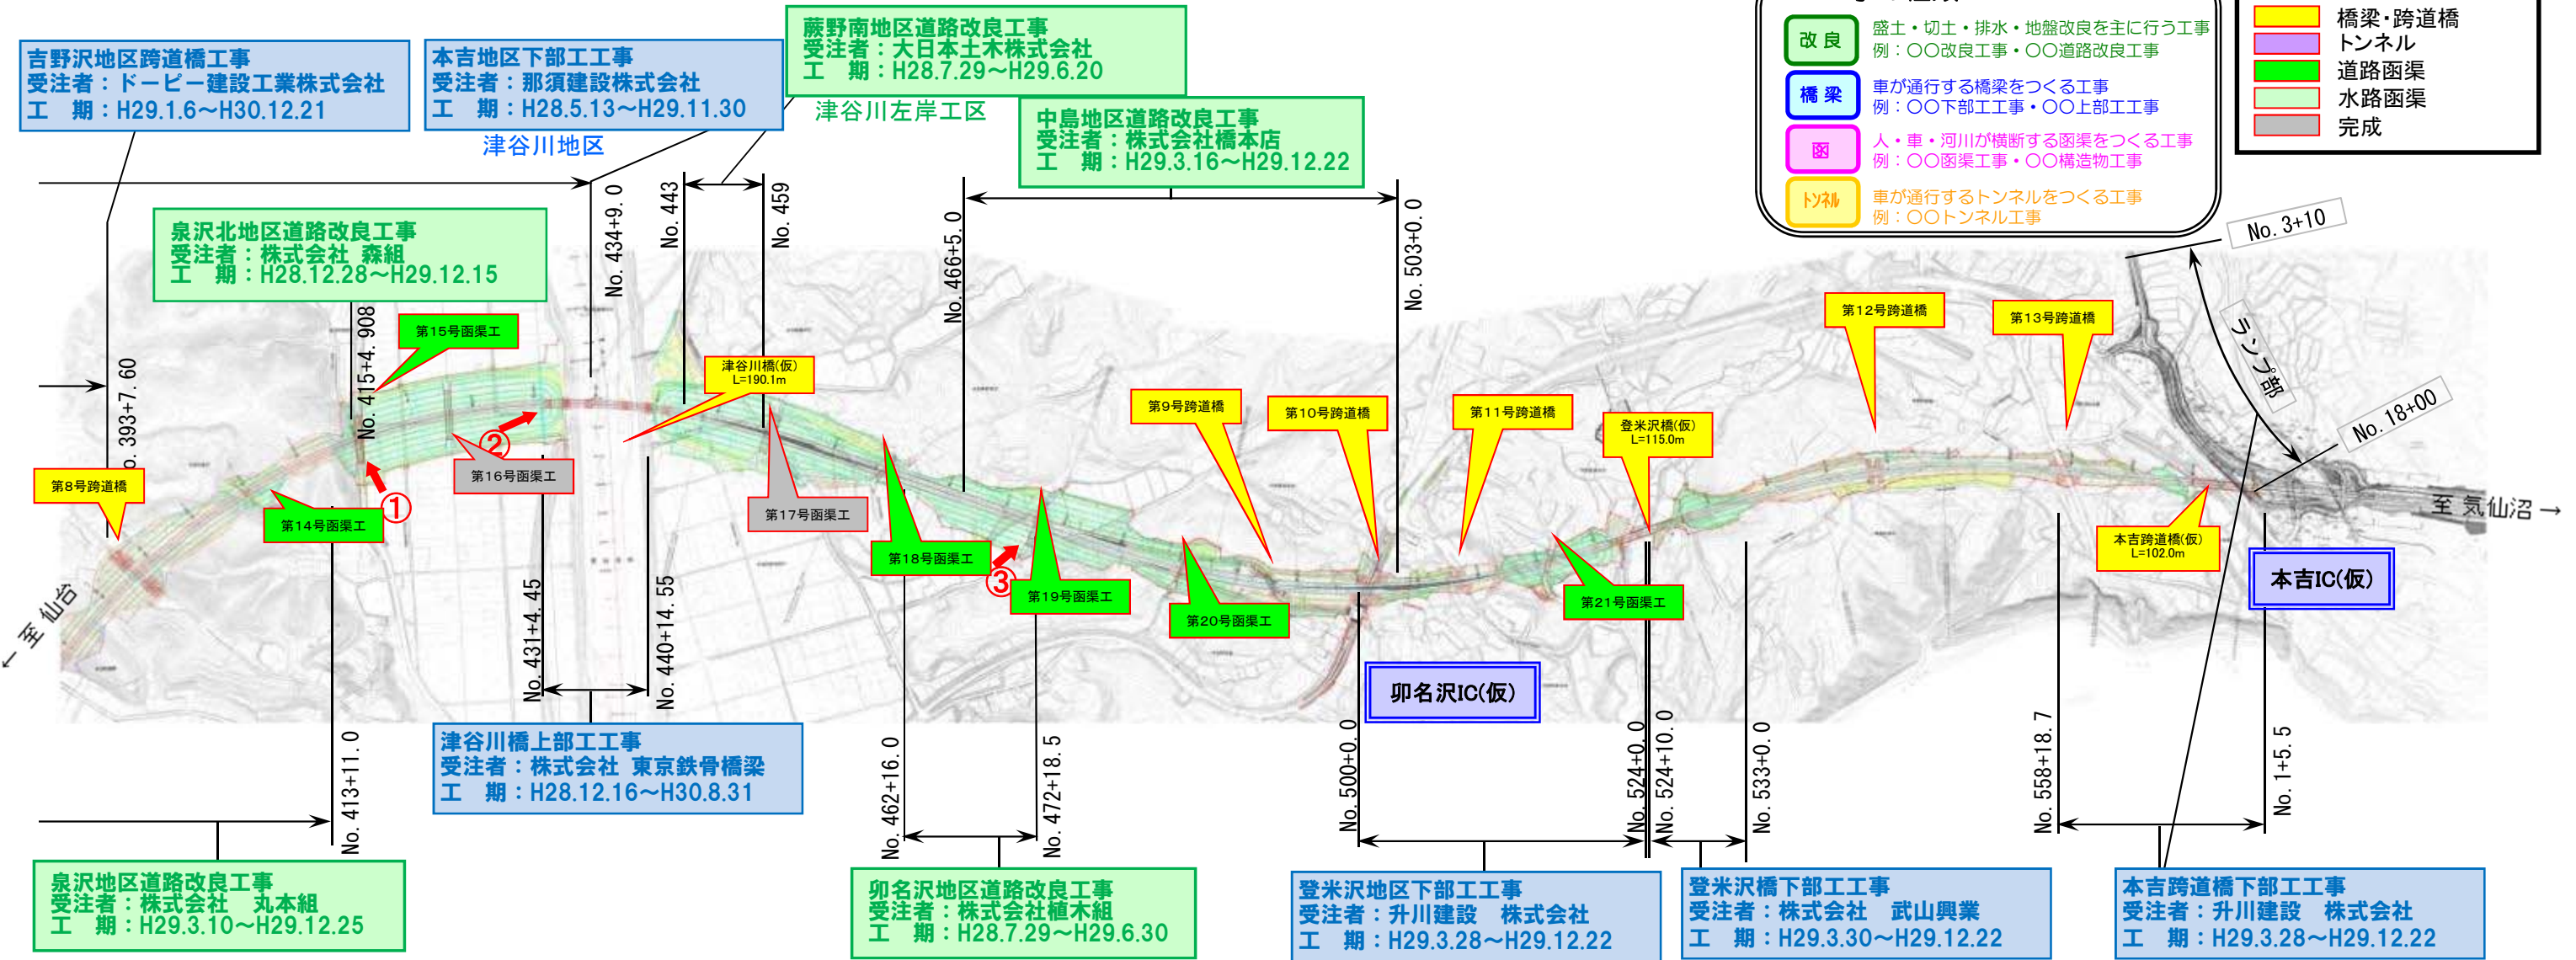 吉野沢地区跨道橋工事
受注者：ドーピー建設工業株式会社
工　期：H29.1.6～H30.12.21
本吉地区下部工工事
受注者：那須建設株式会社
工　期：H28.5.13～H29.11.30
津谷川地区
蕨野南地区道路改良工事
受注者：大日本土木株式会社
工　期：H28.7.29～H29.6.20
津谷川左岸工区
中島地区道路改良工事
受注者：株式会社橋本店
工　期：H29.3.16～H29.12.22
改 良
盛土・切土・排水・地盤改良を主に行う工事
例：〇〇改良工事・〇〇道路改良工事
橋 梁
車が通行する橋梁をつくる工事
例：〇〇下部工工事・〇〇上部工工事
函
人・車・河川が横断する函渠をつくる工事
例：〇〇函渠工事・〇〇構造物工事
トンネル
車が通行するトンネルをつくる工事
例：〇〇トンネル工事
橋梁・跨道橋
トンネル
道路函渠
水路函渠
完成
泉沢北地区道路改良工事
受注者：株式会社 森組
工　期：H28.12.28～H29.12.15
No. 393+7. 60
No. 415+4. 908
No. 434+9. 0
No. 443
No. 459
No. 466+5. 0
No. 503+0. 0
No. 3+10
ランプ部
No. 18+00
第8号跨道橋
第14号函渠工
第15号函渠工
①
②
第16号函渠工
津谷川橋(仮)
L=190.1m
第17号函渠工
第18号函渠工
③
第19号函渠工
第20号函渠工
第9号跨道橋
第10号跨道橋
第11号跨道橋
登米沢橋(仮)
L=115.0m
第21号函渠工
第12号跨道橋
第13号跨道橋
本吉跨道橋(仮)
L=102.0m
至 気仙沼 →
← 至 仙台
本吉IC(仮)
卯名沢IC(仮)
No. 413+11. 0
No. 431+4. 45
No. 440+14. 55
No. 462+16. 0
No. 472+18. 5
No. 500+0. 0
No. 524+0. 0
No. 524+10. 0
No. 533+0. 0
No. 558+18. 7
No. 1+5. 5
津谷川橋上部工工事
受注者：株式会社 東京鉄骨橋梁
工　期：H28.12.16～H30.8.31
泉沢地区道路改良工事
受注者：株式会社　丸本組
工　期：H29.3.10～H29.12.25
卯名沢地区道路改良工事
受注者：株式会社植木組
工　期：H28.7.29～H29.6.30
登米沢地区下部工工事
受注者：升川建設　株式会社
工　期：H29.3.28～H29.12.22
登米沢橋下部工工事
受注者：株式会社　武山興業
工　期：H29.3.30～H29.12.22
本吉跨道橋下部工工事
受注者：升川建設　株式会社
工　期：H29.3.28～H29.12.22